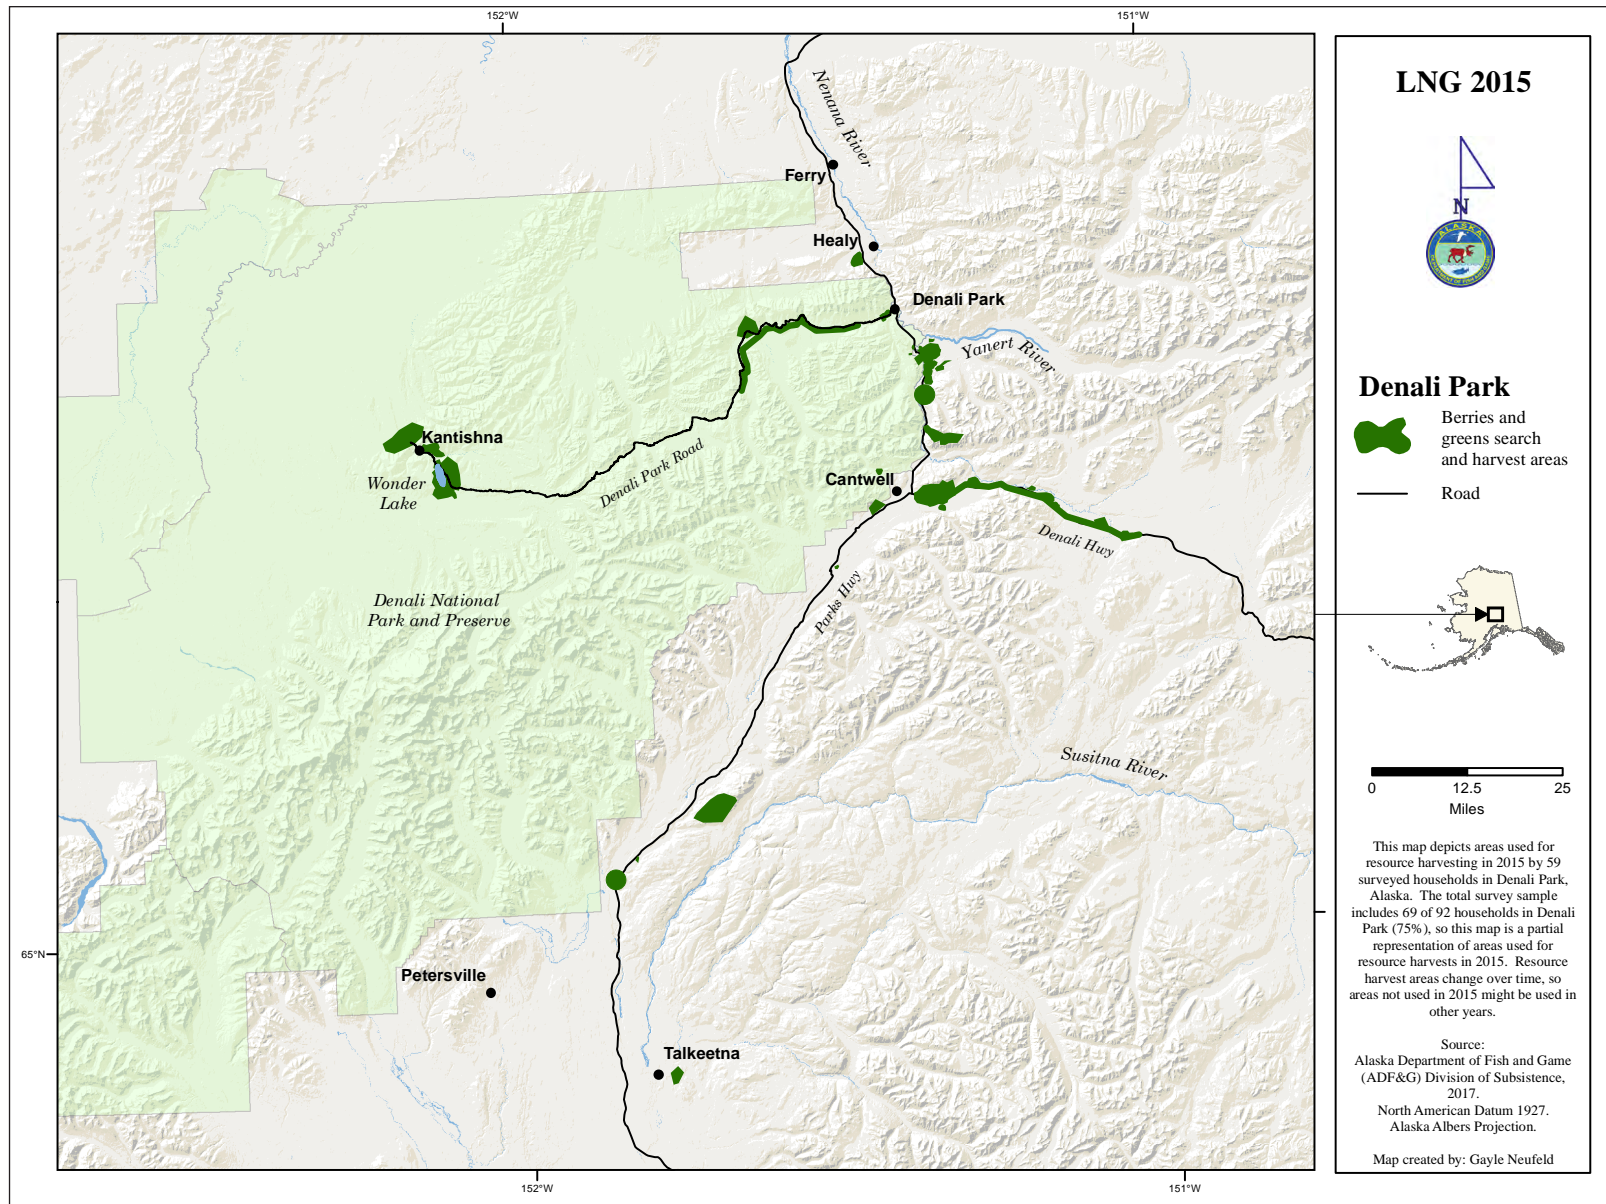 152°W
151°W
Nenana River
Ferry
Healy
Denali Park
Yanert River
Kantishna
Wonder
Lake
Denali Park Road
Cantwell
Denali Hwy
Parks Hwy
Denali National
Park and Preserve
Susitna River
65°N
Petersville
Talkeetna
152°W
151°W
LNG 2015
N
ALASKA
Denali Park
Berries and
greens search
and harvest areas
Road
0 12.5 25
Miles
This map depicts areas used for
resource harvesting in 2015 by 59
surveyed households in Denali Park,
Alaska. The total survey sample
includes 69 of 92 households in Denali
Park (75%), so this map is a partial
representation of areas used for
resource harvests in 2015. Resource
harvest areas change over time, so
areas not used in 2015 might be used in
other years.
Source:
Alaska Department of Fish and Game
(ADF&G) Division of Subsistence,
2017.
North American Datum 1927.
Alaska Albers Projection.
Map created by: Gayle Neufeld